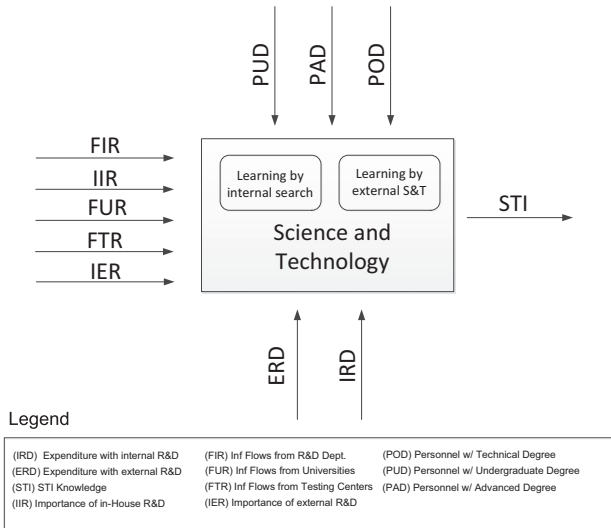 PUD
PAD
POD
FIR
IIR
FUR
FTR
IER
Learning by
internal search
Learning by
external S&T
Science and
Technology
STI
ERD
IRD
Legend
(IRD) Expenditure with internal R&D
(ERD) Expenditure with external R&D
(STI) STI Knowledge
(IIR) Importance of in-House R&D
(FIR) Inf Flows from R&D Dept.
(FUR) Inf Flows from Universities
(FTR) Inf Flows from Testing Centers
(IER) Importance of external R&D
(POD) Personnel w/ Technical Degree
(PUD) Personnel w/ Undergraduate Degree
(PAD) Personnel w/ Advanced Degree